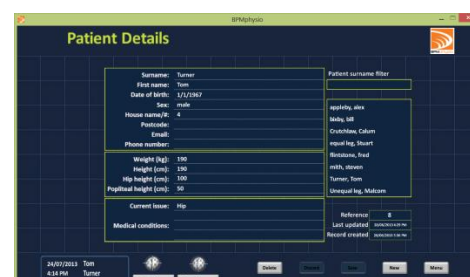 BPMphysio
Patient Details
Surname: Turner
First name: Tom
Date of birth: 1/1/1967
Sex: male
House name/#: 4
Postcode:
Email:
Phone number:
Weight (kg): 190
Height (cm): 190
Hip height (cm): 100
Popliteal height (cm): 50
Current issue: Hip
Medical conditions:
Patient surname filter
appleby, alex
bixby, bill
Crutchlaw, Calum
equal leg, Stuart
flintstone, fred
mith, steven
Turner, Tom
Unequal leg, Malcom
Reference 8
Last updated
Record created
24/07/2013 Tom
4:14 PM Turner
Delete
New
Menu